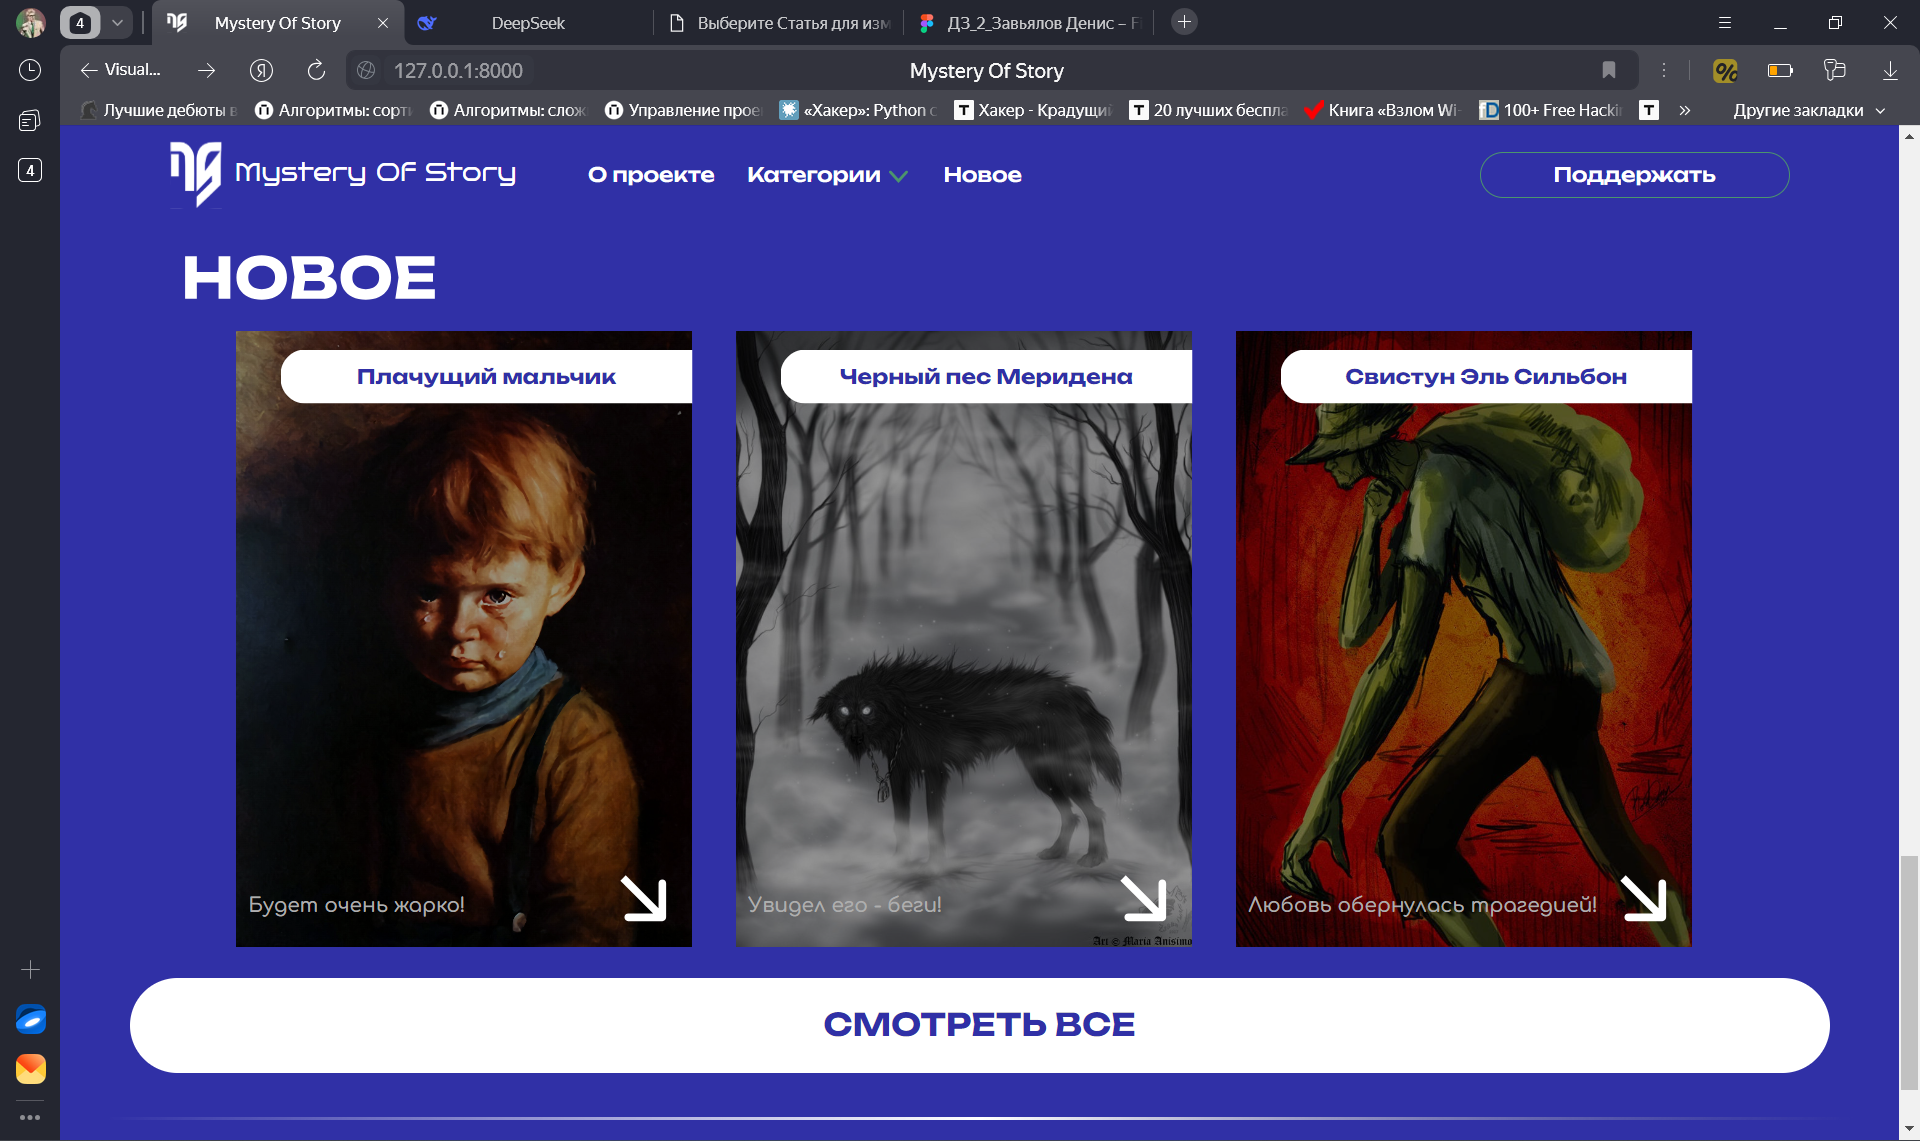 4
Mystery Of Story
DeepSeek
Выберите Статья для изм
ДЗ_2_Завьялов Денис – Fi
Visual...
127.0.0.1:8000
Mystery Of Story
Лучшие дебюты в
Алгоритмы: сорти
Алгоритмы: слож
Управление прое
«Хакер»: Python с
Хакер - Крадущий
20 лучших беспла
Книга «Взлом Wi-
100+ Free Hackin
Другие закладки
4
Mystery Of Story
О проекте
Категории
Новое
Поддержать
НОВОЕ
Плачущий мальчик
Черный пес Меридена
Свистун Эль Сильбон
Будет очень жарко!
Увидел его - беги!
Любовь обернулась трагедией!
Art © Maria Anisimo
СМОТРЕТЬ ВСЕ